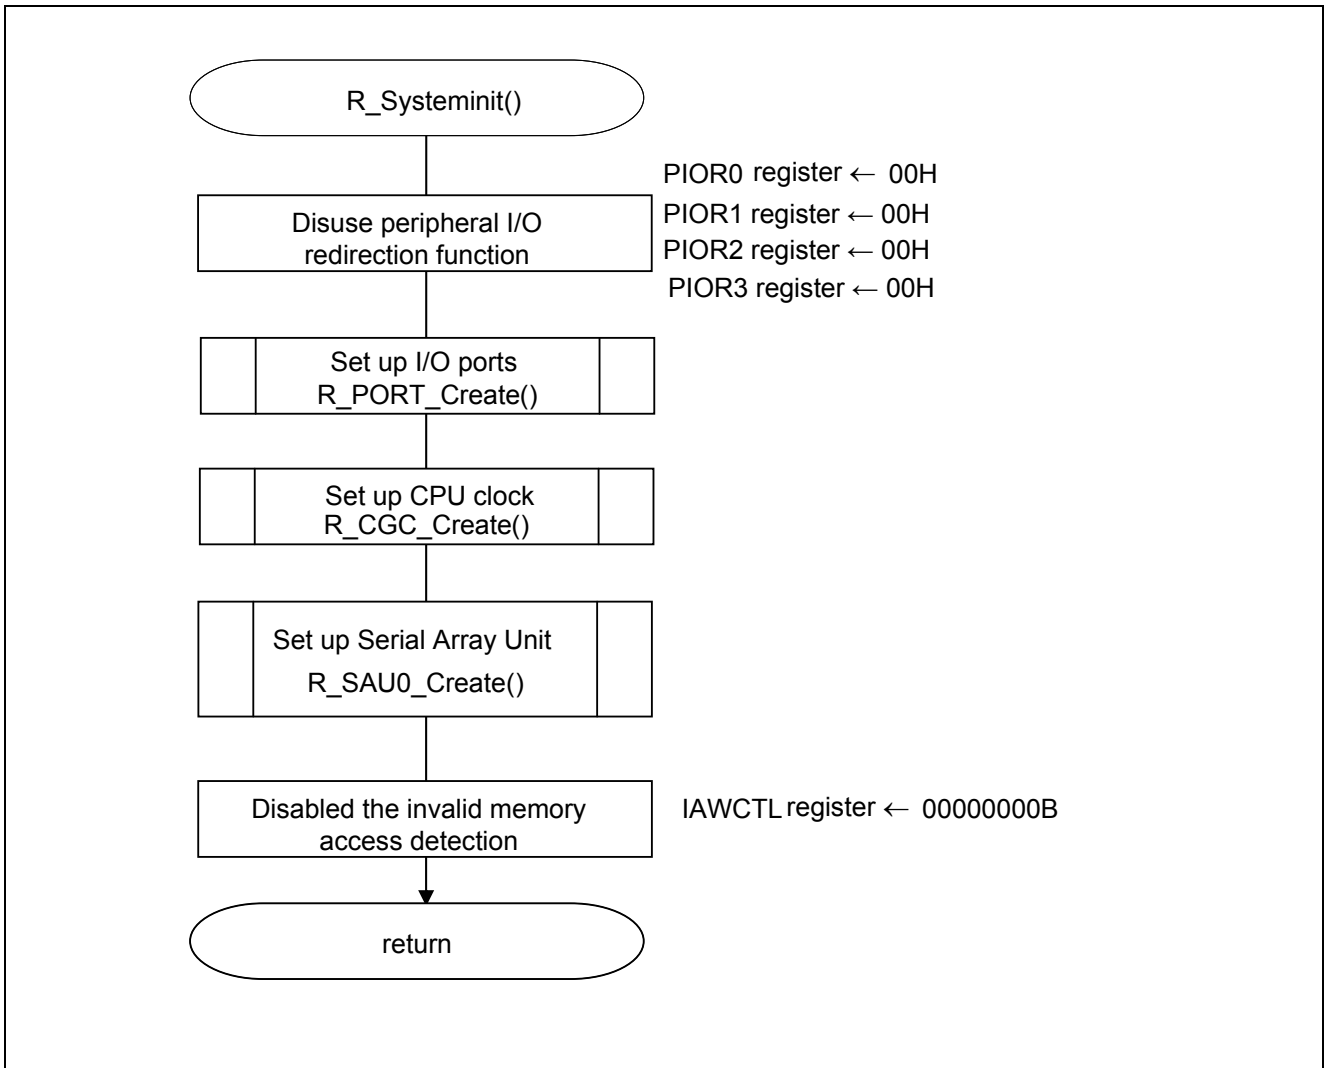 R_Systeminit()
PIOR0 register ← 00H
Disuse peripheral I/O
redirection function
PIOR1 register ← 00H
PIOR2 register ← 00H
PIOR3 register ← 00H
Set up I/O ports
R_PORT_Create()
Set up CPU clock
R_CGC_Create()
Set up Serial Array Unit
R_SAU0_Create()
Disabled the invalid memory
access detection
IAWCTL register ← 00000000B
return